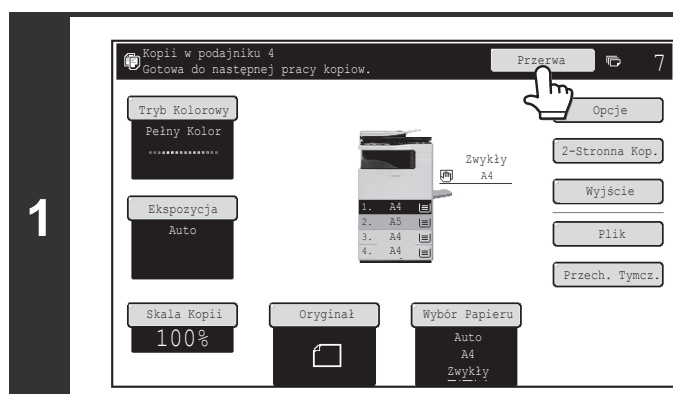 1
Kopii w podajniku 4
Gotowa do następnej pracy kopiow.
Przerwa
7
Tryb Kolorowy
Pełny Kolor
Ekspozycja
Auto
Skala Kopii
100%
Oryginał
Zwykły
A4
1. A4
2. A5
3. A4
4. A4
Wybór Papieru
Auto
A4
Zwykły
Opcje
2-Stronna Kop.
Wyjście
Plik
Przech. Tymcz.